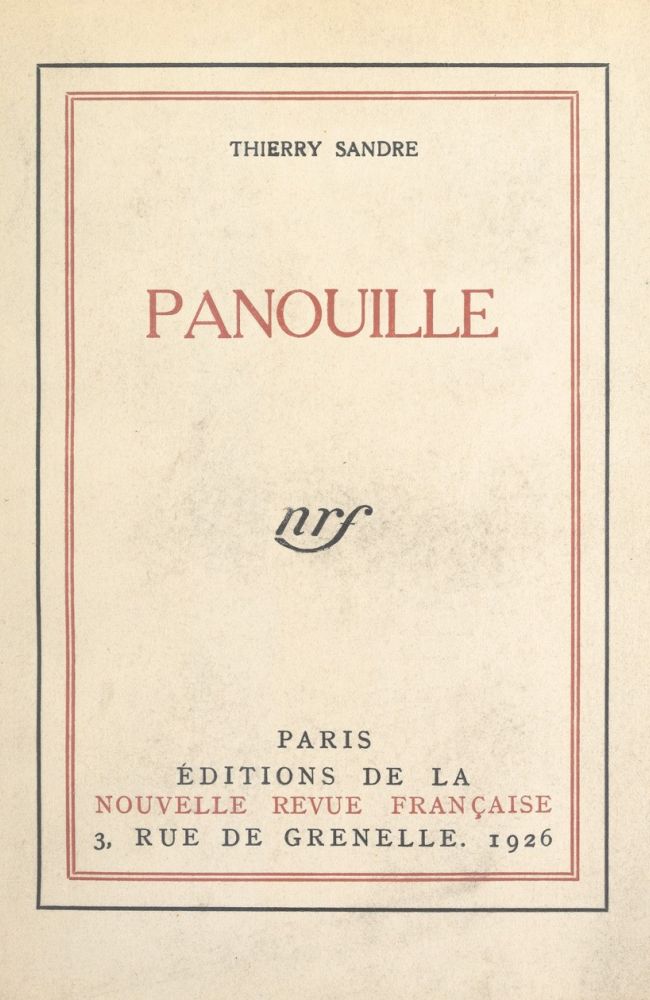 THIERRY SANDRE
PANOUILLE
nrf
PARIS
ÉDITIONS DE LA
NOUVELLE REVUE FRANÇAISE
3, RUE DE GRENELLE. 1926